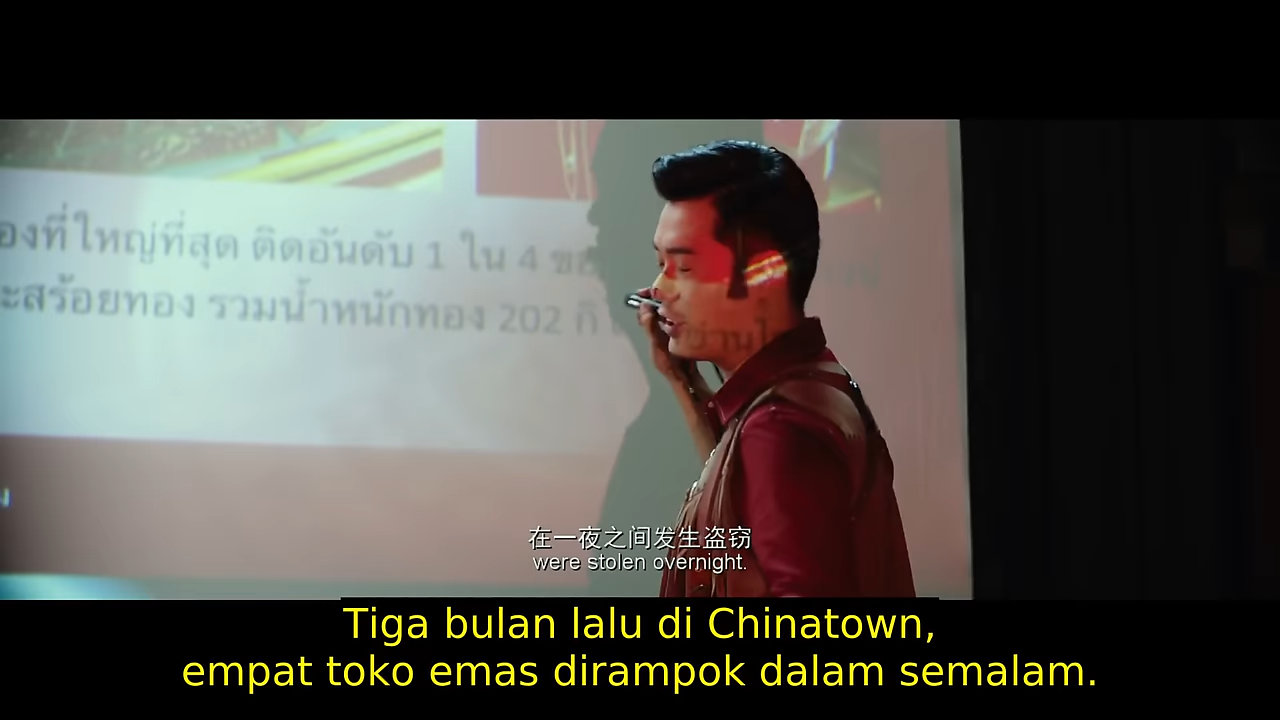 องที่ใหญ่ที่สุด ติดอันดับ 1 ใน 4 ขอ
ะสร้อยทอง รวมน้ำหนักทอง 202 กิ
在一夜之间发生盗窃
were stolen overnight.
Tiga bulan lalu di Chinatown,
empat toko emas dirampok dalam semalam.